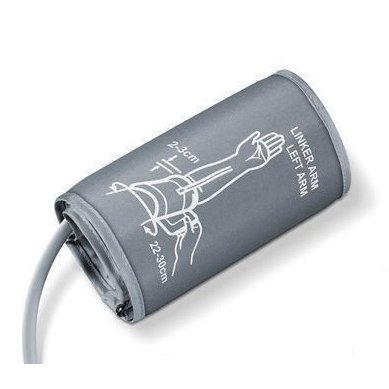 LINKER ARM
LEFT ARM
2-3cm
22-30cm